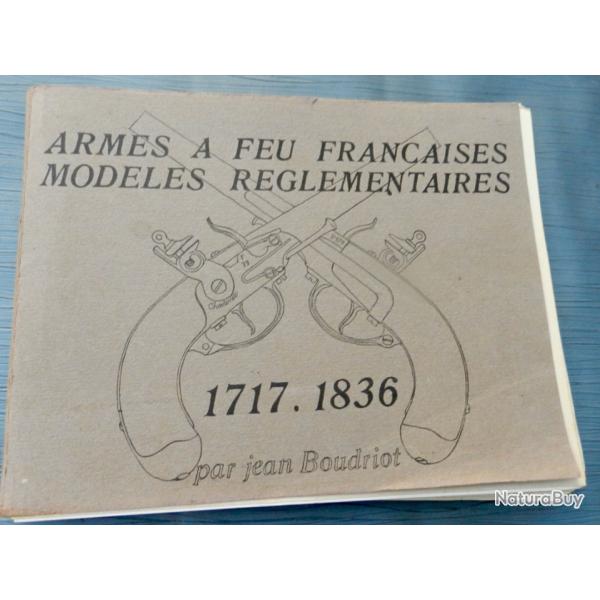 ARMES A FEU FRANCAISES
MODELES REGLEMENTAIRES
1717. 1836
par jean Boudriot
NaturaBuy